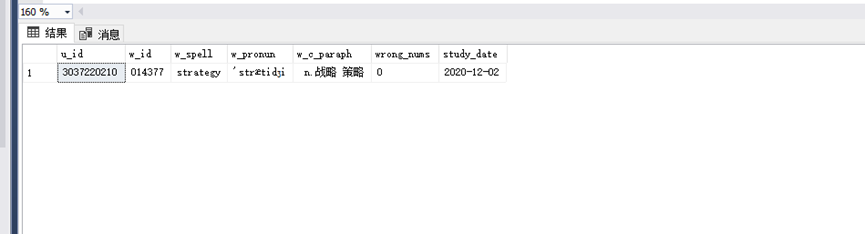 160 %
结果 消息
u_id w_id w_spell w_pronun w_c_paraph wrong_nums study_date
1 3037220210 014377 strategy ˈstrætidʒi n.战略 策略 0 2020-12-02